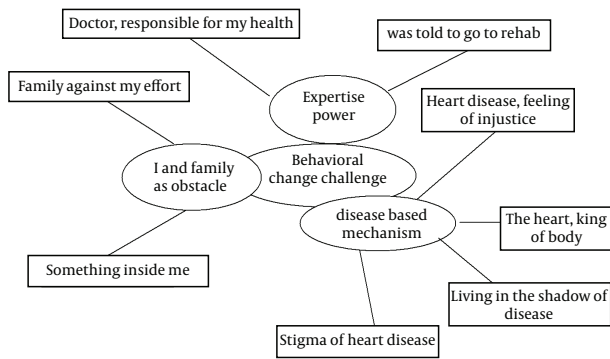 Doctor, responsible for my health
was told to go to rehab
Family against my effort
Expertise
power
Heart disease, feeling
of injustice
I and family
as obstacle
Behavioral
change challenge
disease based
mechanism
The heart, king
of body
Something inside me
Living in the shadow of
disease
Stigma of heart disease